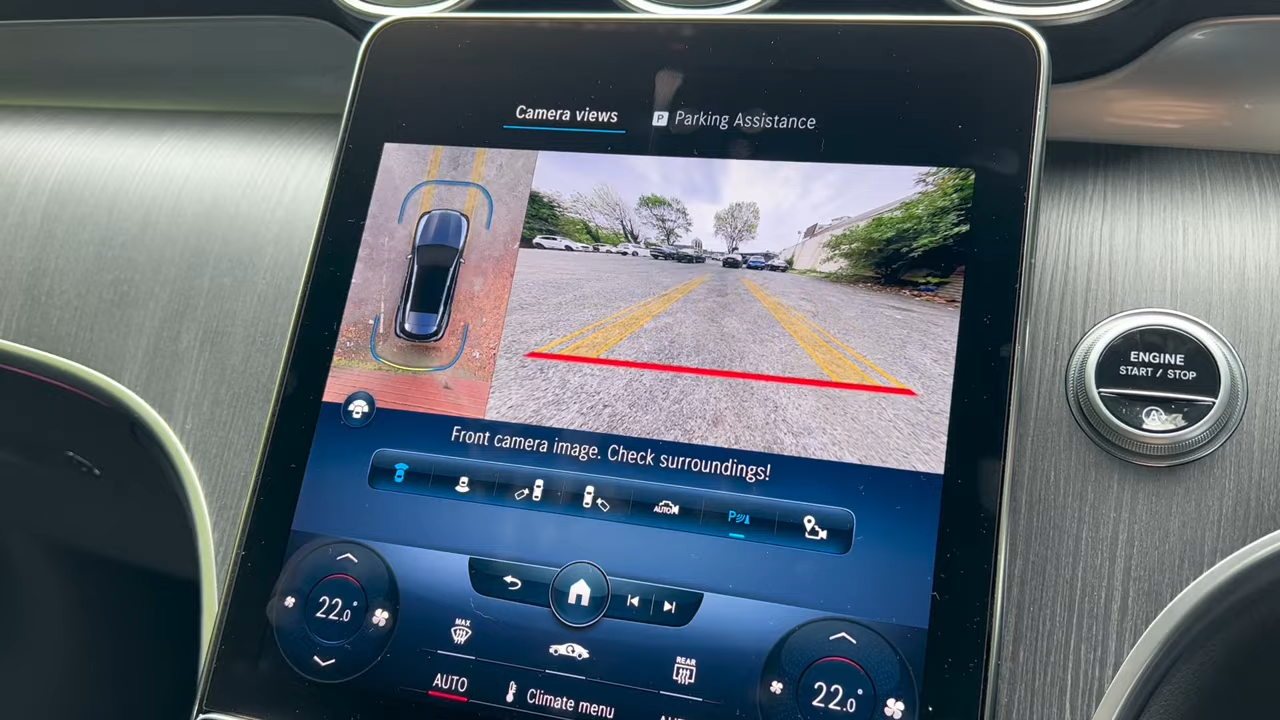 Camera views
P Parking Assistance
ENGINE
START / STOP
A
Front camera image. Check surroundings!
AUTO
P
22.0°
MAX
REAR
22.0°
AUTO
Climate menu